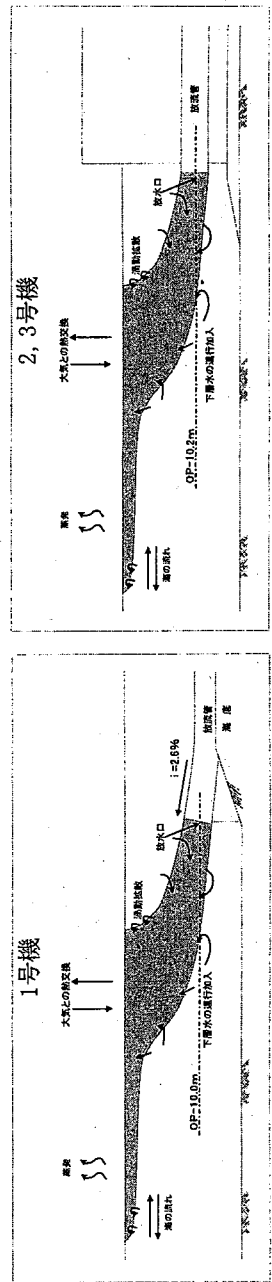 1号機
大気との熱交換
蒸発
渦動拡散
海の流れ
i=2.6%
放水口
放流管
海底
OP-10.0m
下層水の連行加入
2,3号機
大気との熱交換
蒸発
渦動拡散
海の流れ
放水口
放流管
OP-10.2m
下層水の連行加入